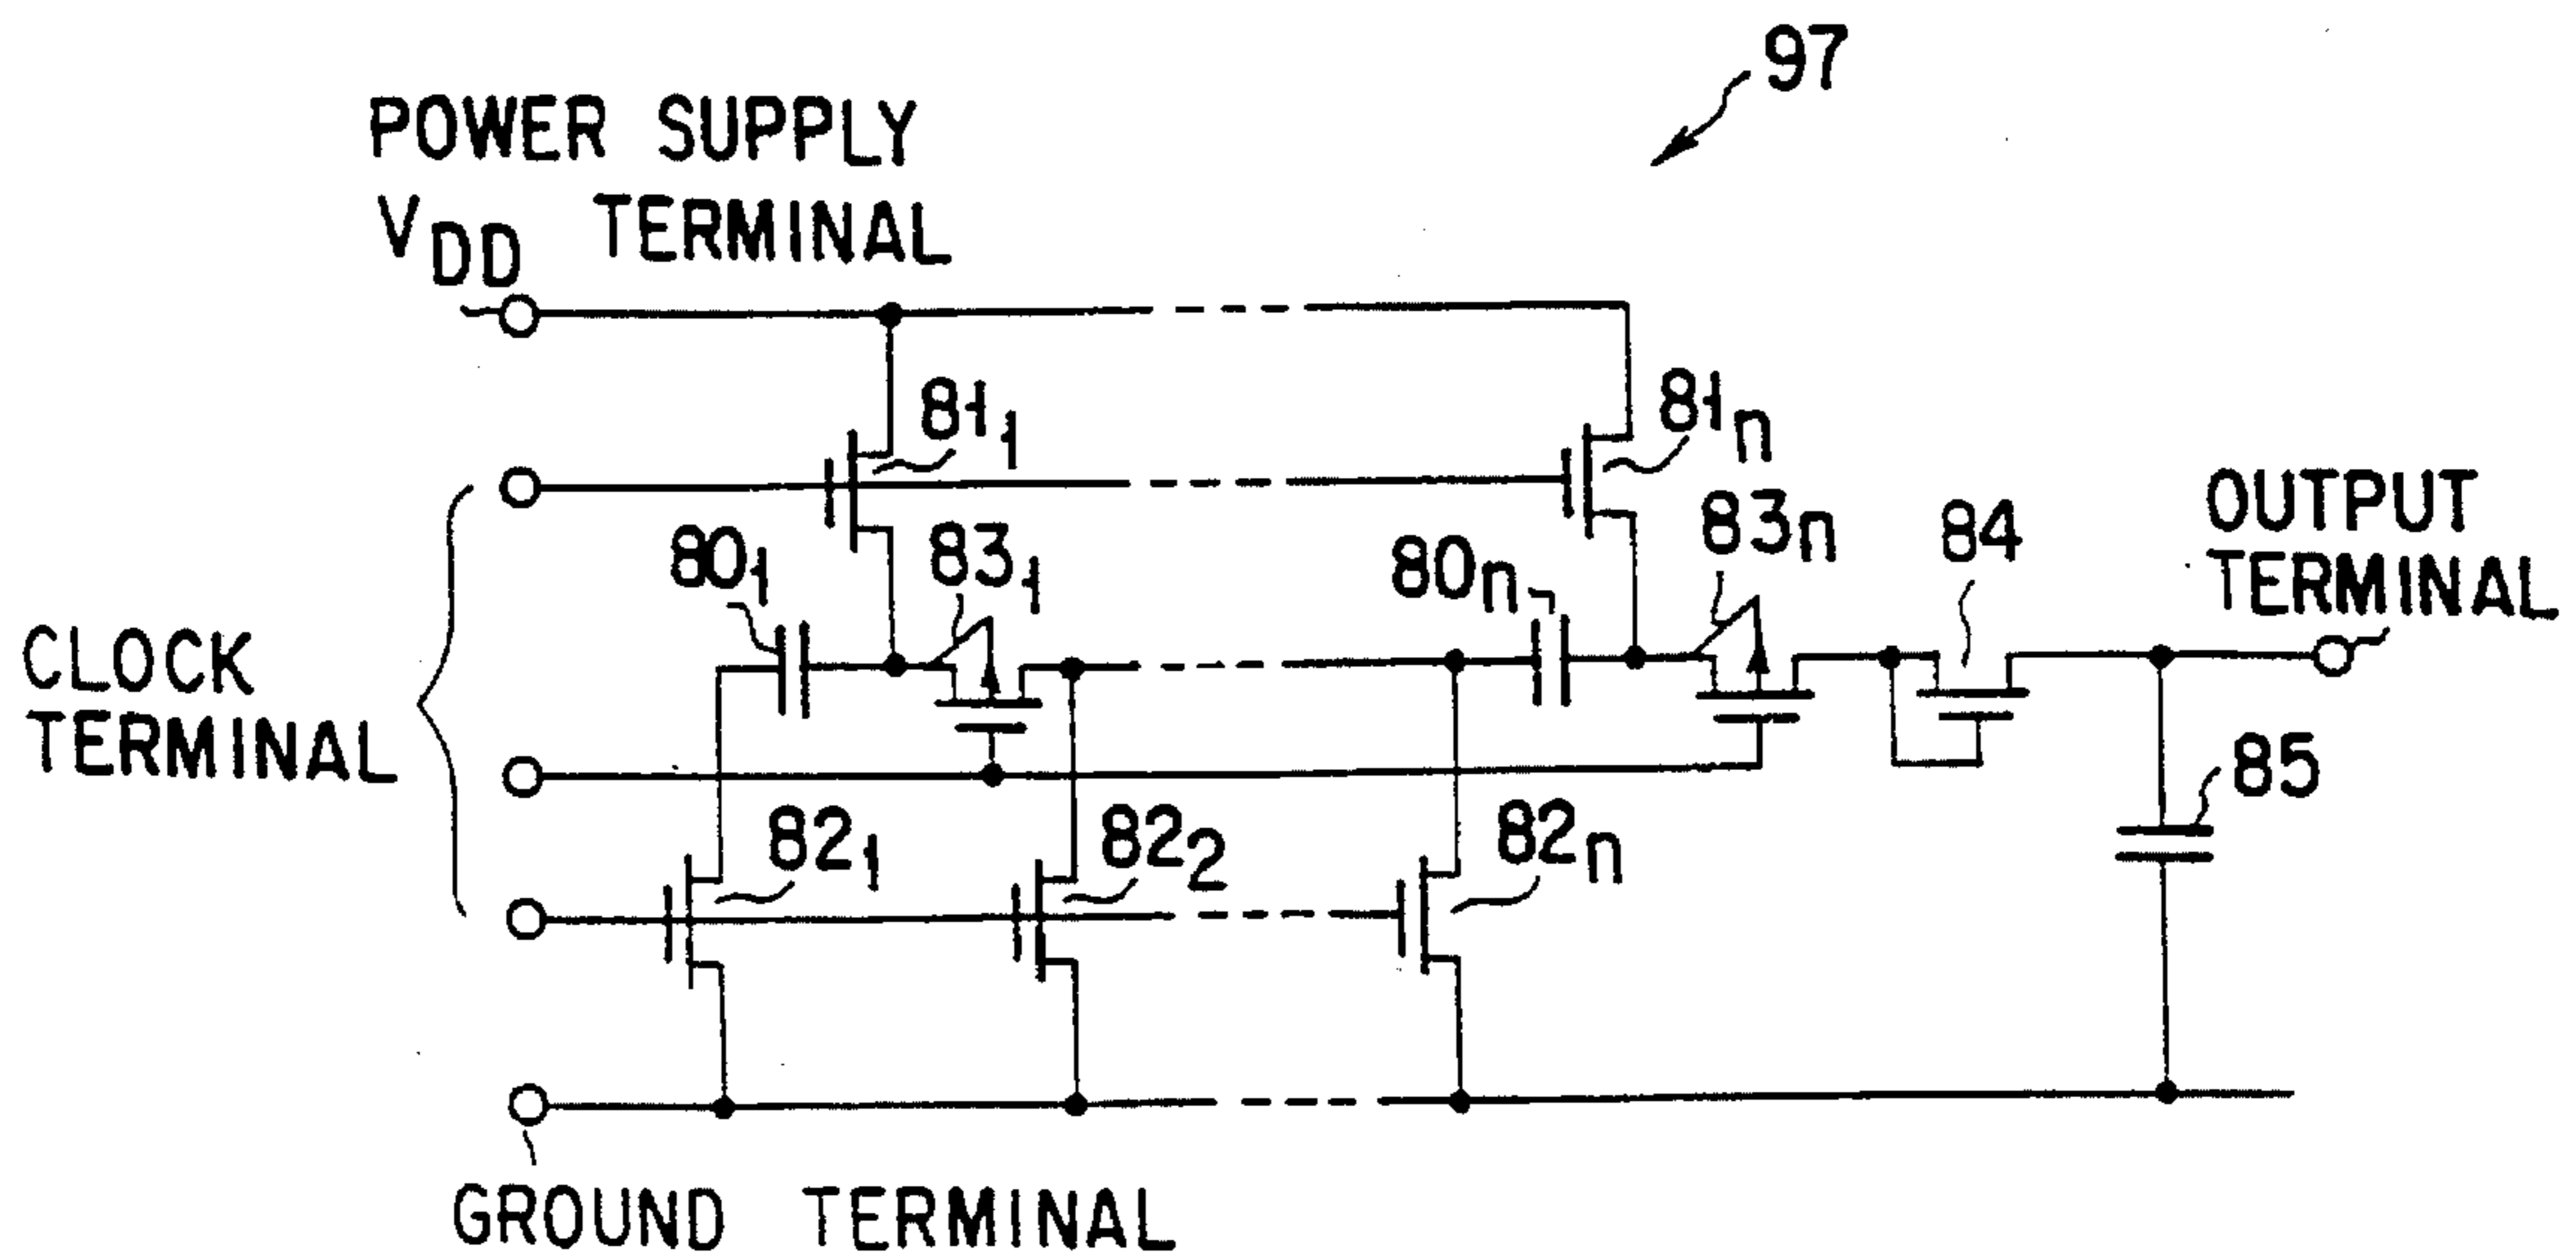 97
POWER SUPPLY
VDD TERMINAL
81₁
81n
80₁
83₁
80n
83n
84
OUTPUT
TERMINAL
CLOCK
TERMINAL
85
82₁
82₂
82n
GROUND TERMINAL